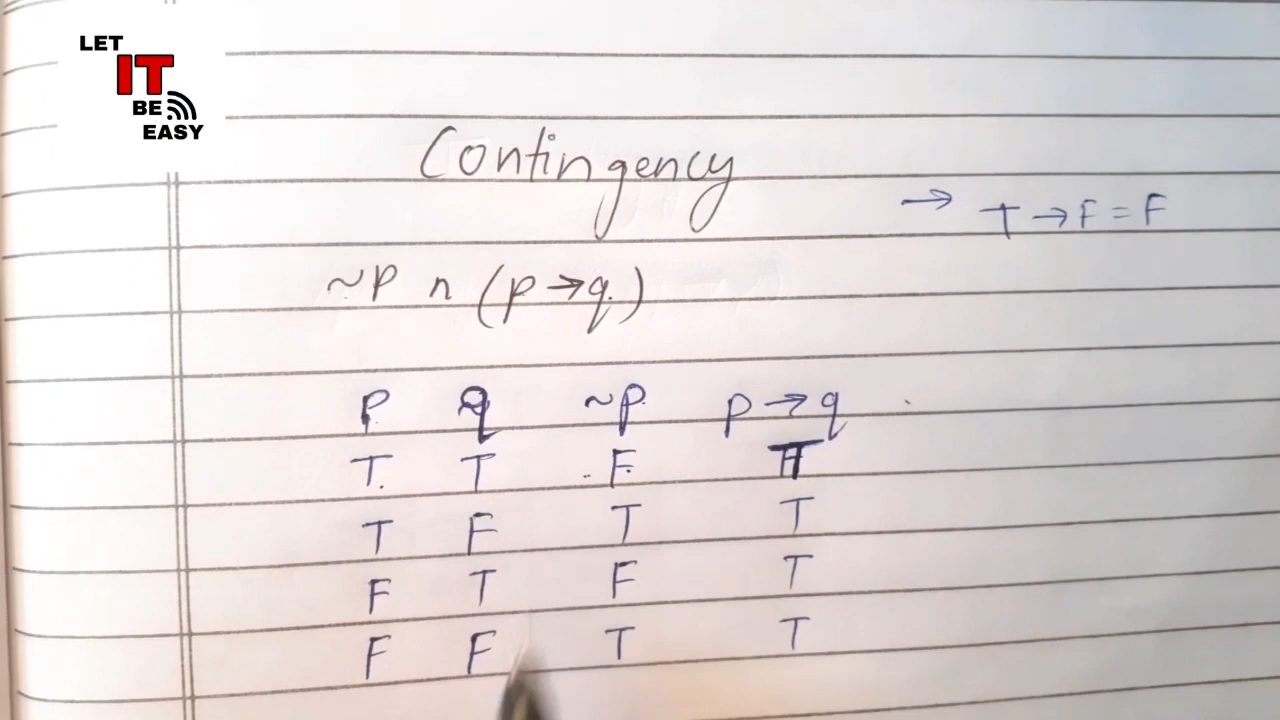 LET
IT
BE
EASY
Contingency
→ T → F = F
~P n (p → q)
P q ~P p → q
T T F T
T F T T
F T F T
F F T T